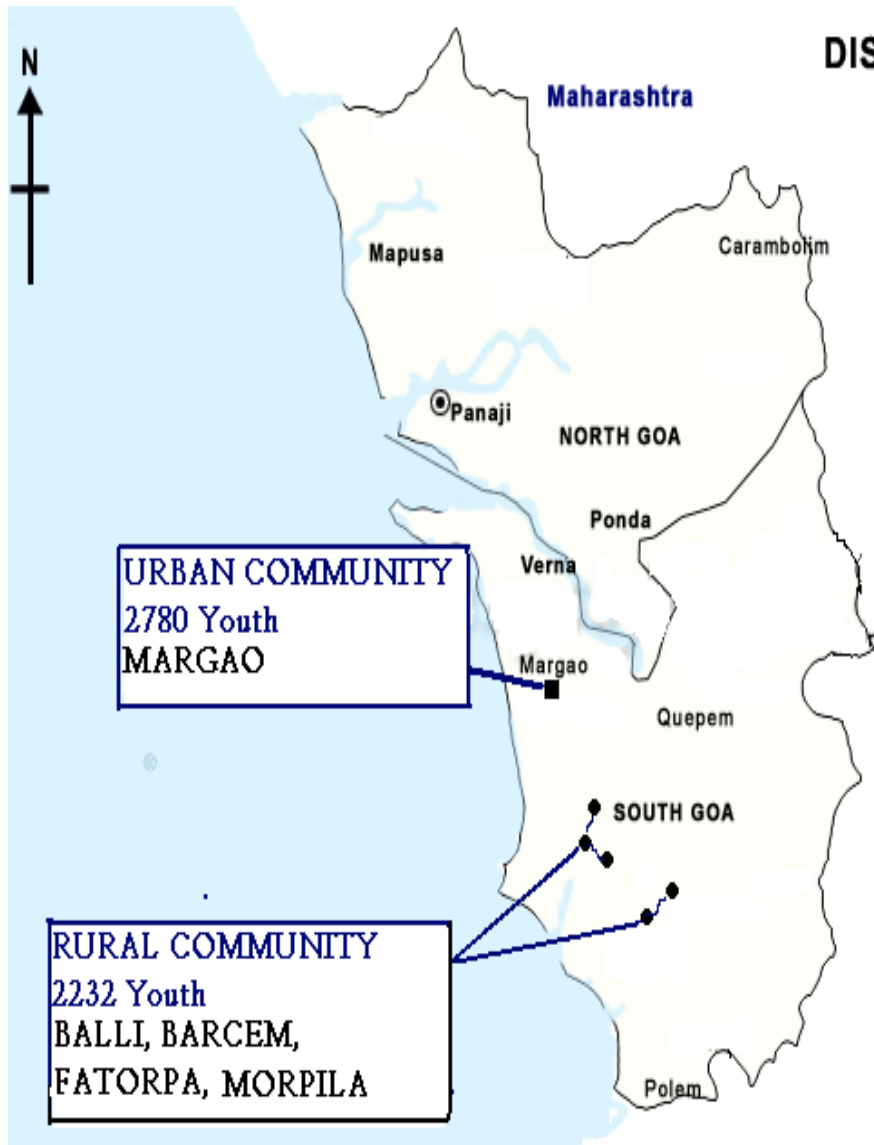 N
DIS
Maharashtra
Carambolim
Mapusa
Panaji
NORTH GOA
Ponda
Verna
URBAN COMMUNITY
2780 Youth
MARGAO
Margao
Quepem
SOUTH GOA
RURAL COMMUNITY
2232 Youth
BALLI, BARCEM,
FATORPA, MORPILA
Polem